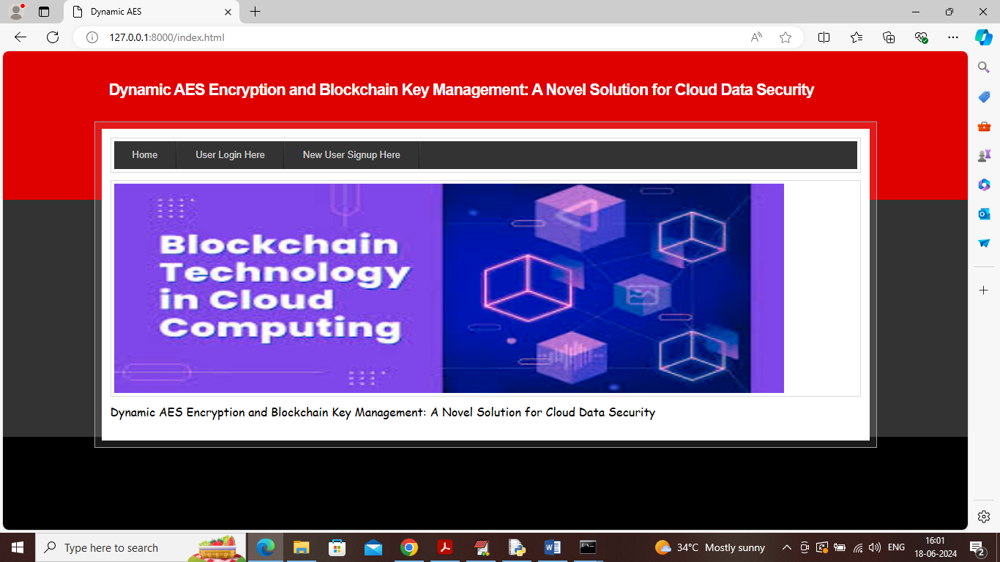 Dynamic AES
127.0.0.1:8000/index.html
Dynamic AES Encryption and Blockchain Key Management: A Novel Solution for Cloud Data Security
Home User Login Here New User Signup Here
Blockchain
Technology
in Cloud
Computing
Dynamic AES Encryption and Blockchain Key Management: A Novel Solution for Cloud Data Security
Type here to search
34°C Mostly sunny
ENG
16:01
18-06-2024
2